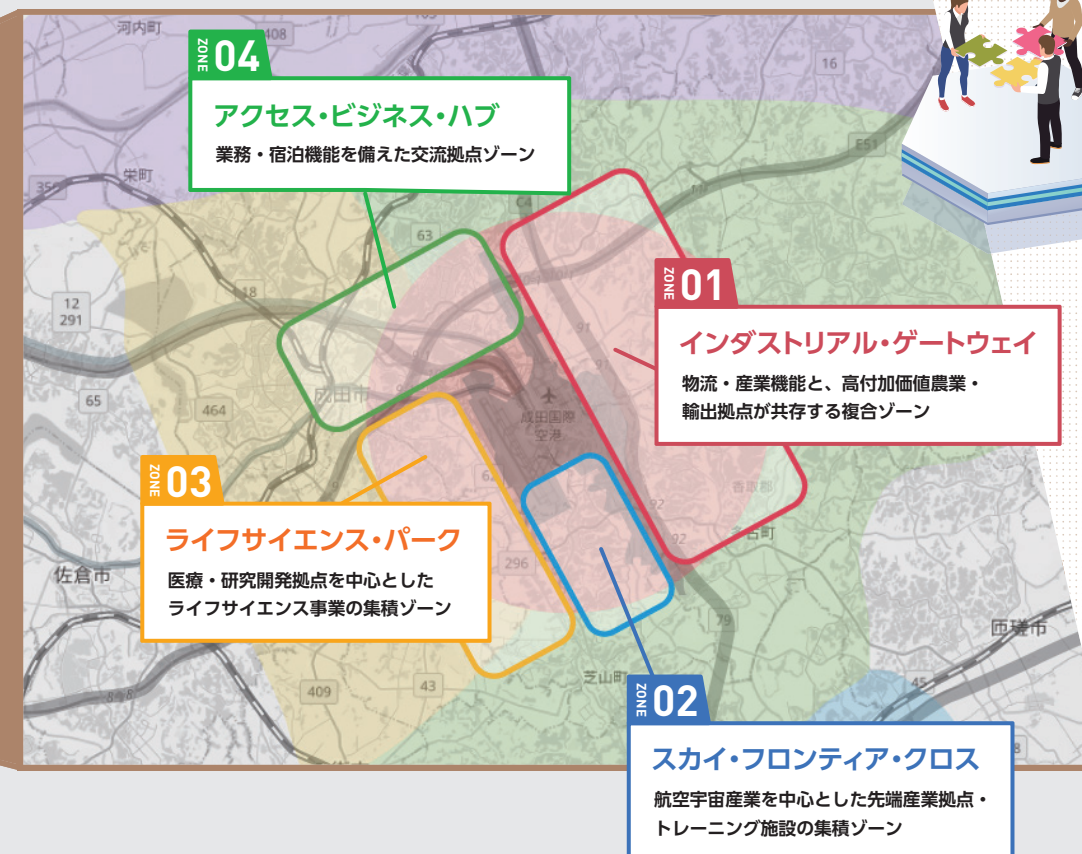 河内町
408
16
E51
栄町
ZONE 04
アクセス・ビジネス・ハブ
業務・宿泊機能を備えた交流拠点ゾーン
C4
63
18
12
291
65
464
成田市
成田国際
空港
91
ZONE 01
インダストリアル・ゲートウェイ
物流・産業機能と、高付加価値農業・
輸出拠点が共存する複合ゾーン
香取郡
多古町
92
92
ZONE 03
ライフサイエンス・パーク
医療・研究開発拠点を中心とした
ライフサイエンス事業の集積ゾーン
佐倉市
296
79
匝瑳市
芝山町
409
43
45
ZONE 02
スカイ・フロンティア・クロス
航空宇宙産業を中心とした先端産業拠点・
トレーニング施設の集積ゾーン